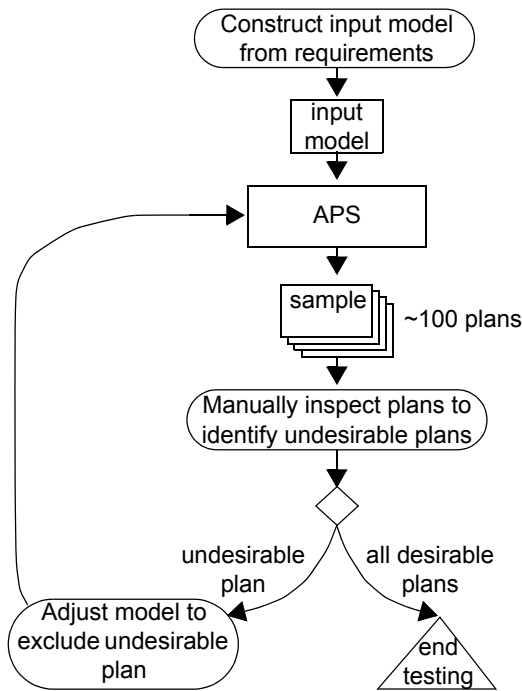 Construct input model
from requirements
input
model
APS
sample
~100 plans
Manually inspect plans to
identify undesirable plans
undesirable
plan
all desirable
plans
Adjust model to
exclude undesirable
plan
end
testing